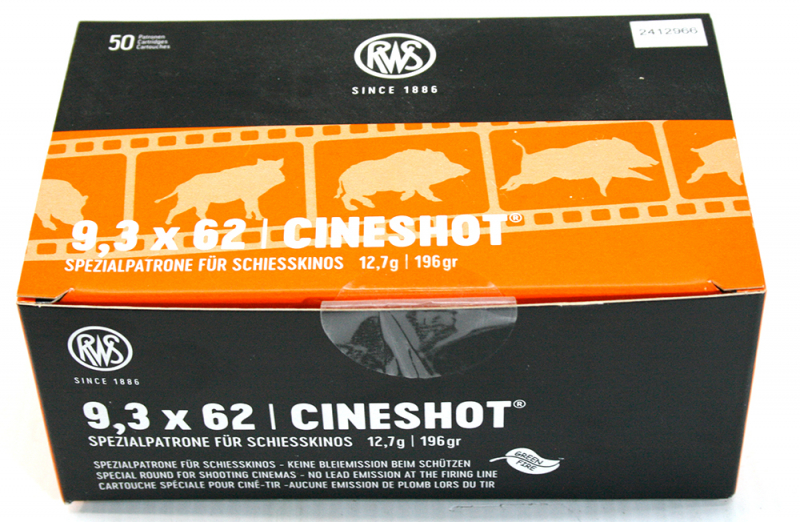 50 Patronen
Cartridges
Cartouches
RWS
SINCE 1886
2412966
9,3 x 62 | CINESHOT®
SPEZIALPATRONE FÜR SCHIESSKINOS 12,7g | 196gr
RWS
SINCE 1886
9,3 x 62 | CINESHOT®
SPEZIALPATRONE FÜR SCHIESSKINOS 12,7g | 196gr
SPEZIALPATRONE FÜR SCHIESSKINOS - KEINE BLEIEMISSION BEIM SCHÜTZEN
SPECIAL ROUND FOR SHOOTING CINEMAS - NO LEAD EMISSION AT THE FIRING LINE
CARTOUCHE SPÉCIALE POUR CINÉ-TIR -AUCUNE EMISSION DE PLOMB LORS DU TIR
GREEN
FIRE